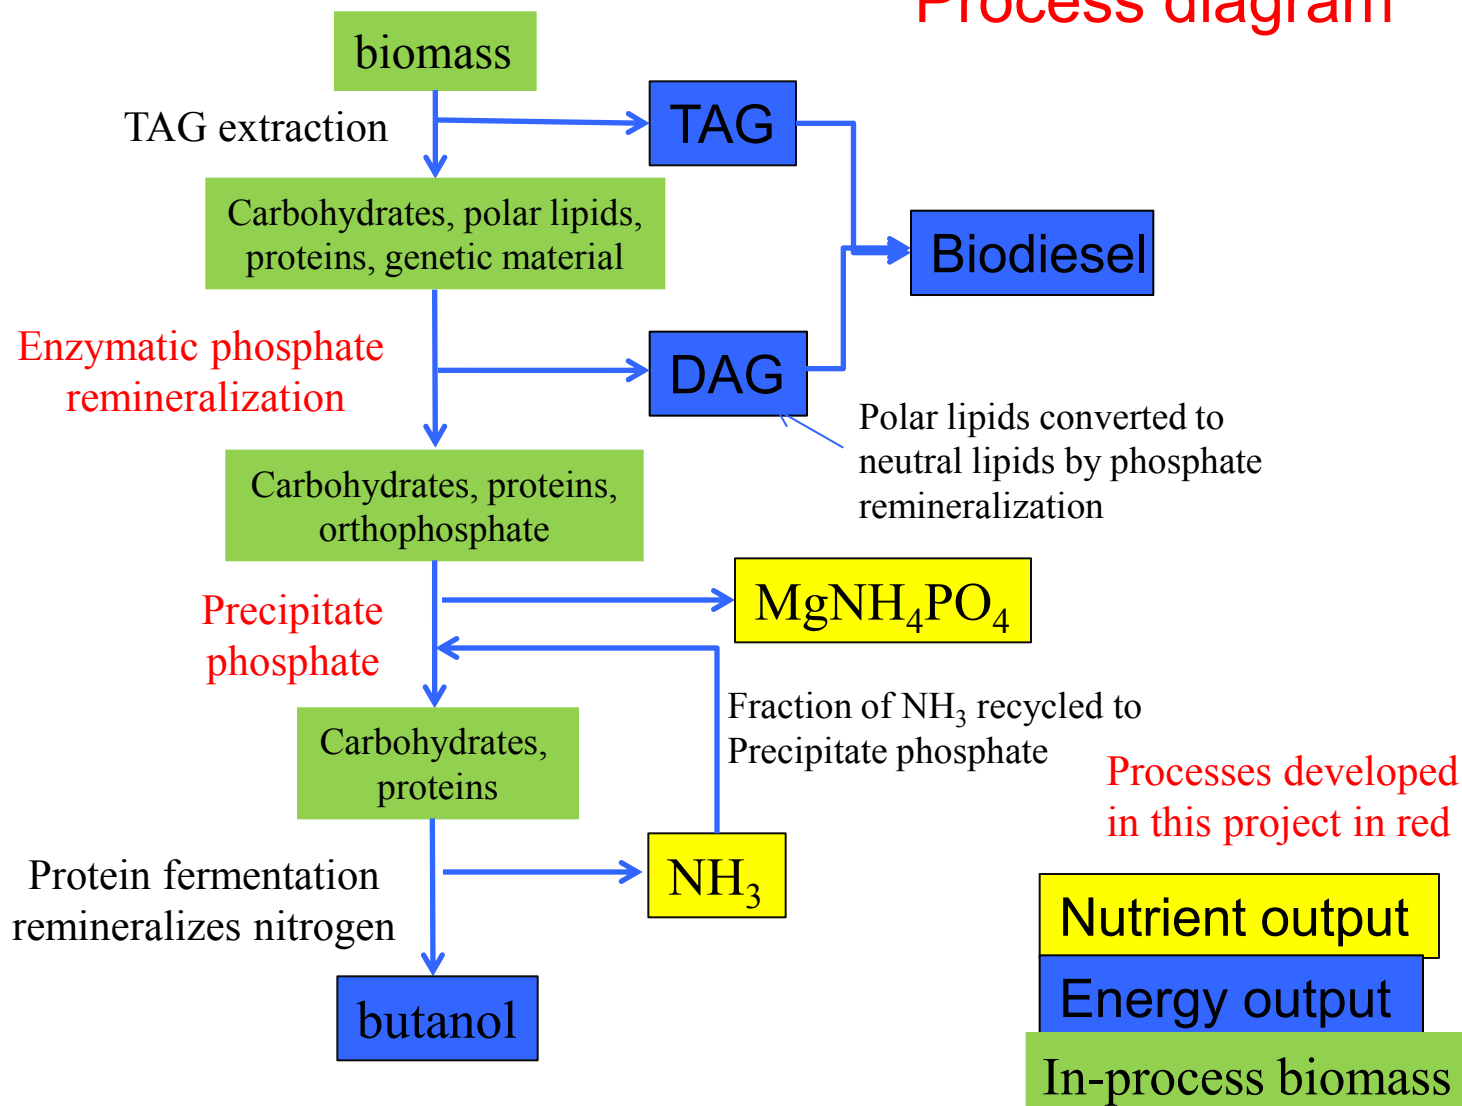 Process diagram
biomass
TAG extraction
TAG
Carbohydrates, polar lipids,
proteins, genetic material
Biodiesel
Enzymatic phosphate
remineralization
DAG
Polar lipids converted to
neutral lipids by phosphate
remineralization
Carbohydrates, proteins,
orthophosphate
Precipitate
phosphate
MgNH₄PO₄
Fraction of NH₃ recycled to
Precipitate phosphate
Carbohydrates,
proteins
Processes developed
in this project in red
Protein fermentation
remineralizes nitrogen
NH₃
butanol
Nutrient output
Energy output
In-process biomass